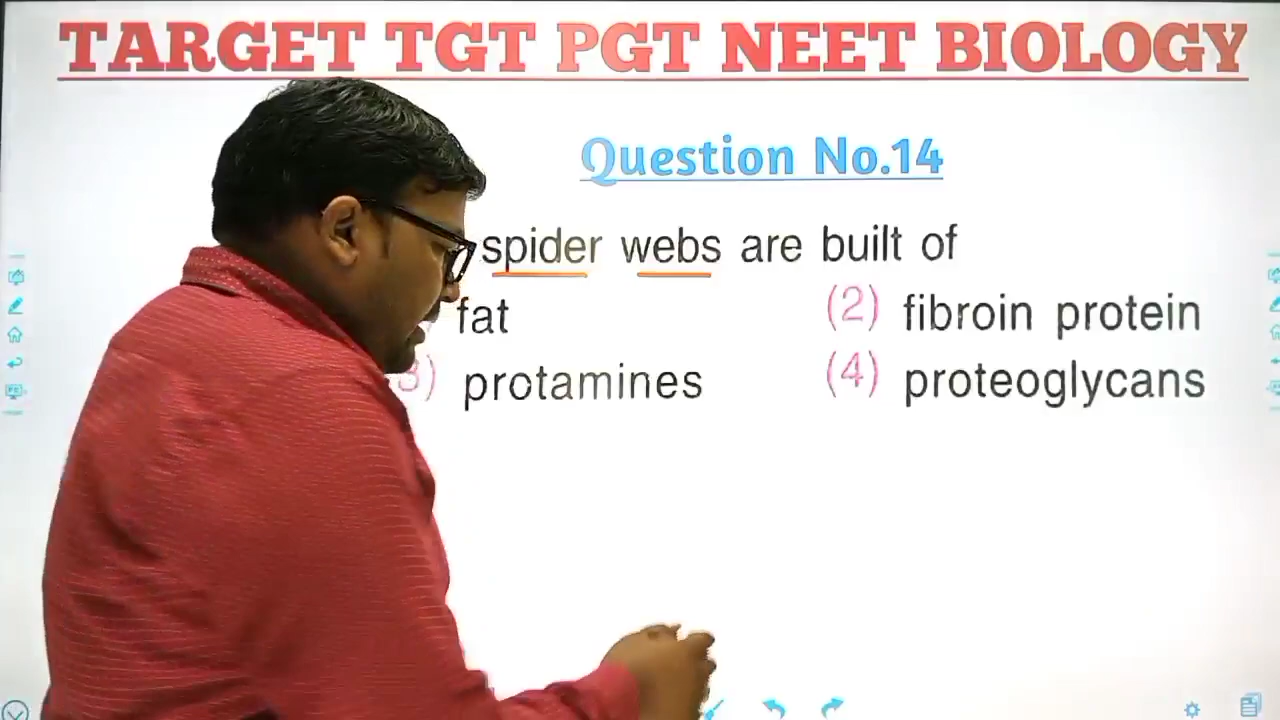 TARGET TGT PGT NEET BIOLOGY
Question No.14
spider webs are built of
fat (2) fibroin protein
3) protamines (4) proteoglycans